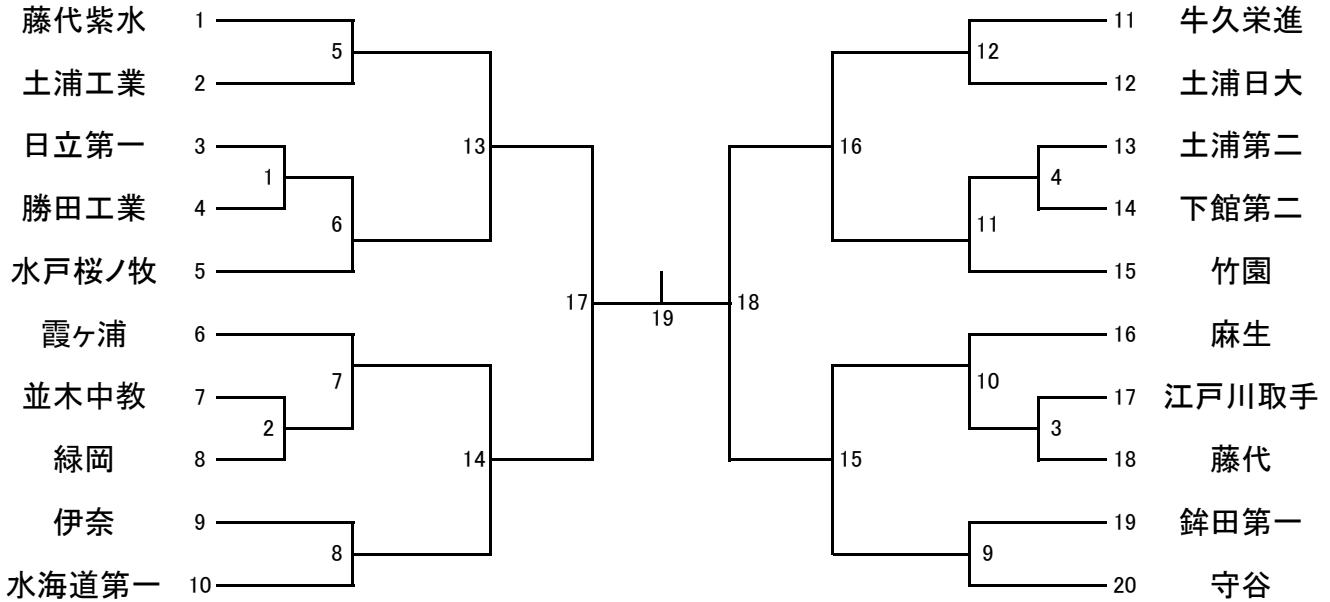 藤代紫水 1
5
土浦工業 2
日立第一 3
13
1
勝田工業 4
6
水戸桜ノ牧 5
17
霞ヶ浦 6
7
並木中教 7
2
緑岡 8
14
伊奈 9
8
水海道第一 10
19
11 牛久栄進
12
12 土浦日大
13 土浦第二
16
4
14 下館第二
11
15 竹園
18
16 麻生
10
17 江戸川取手
3
18 藤代
15
19 鉾田第一
9
20 守谷